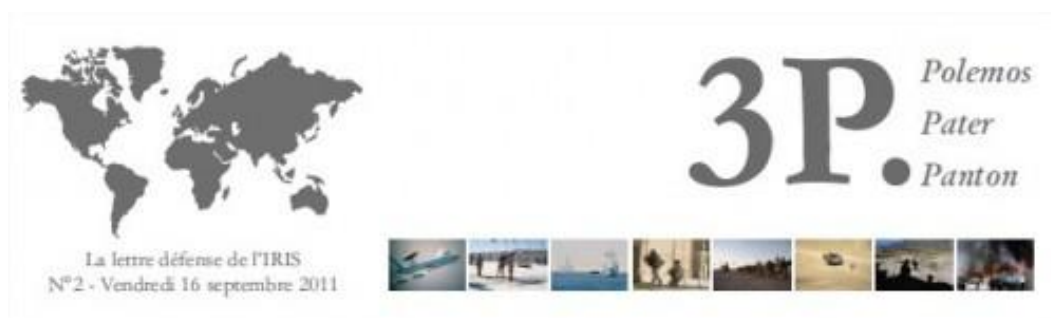 3P.
Polemos
Pater
Panton
La lettre défense de l'IRIS
N°2 - Vendredi 16 septembre 2011